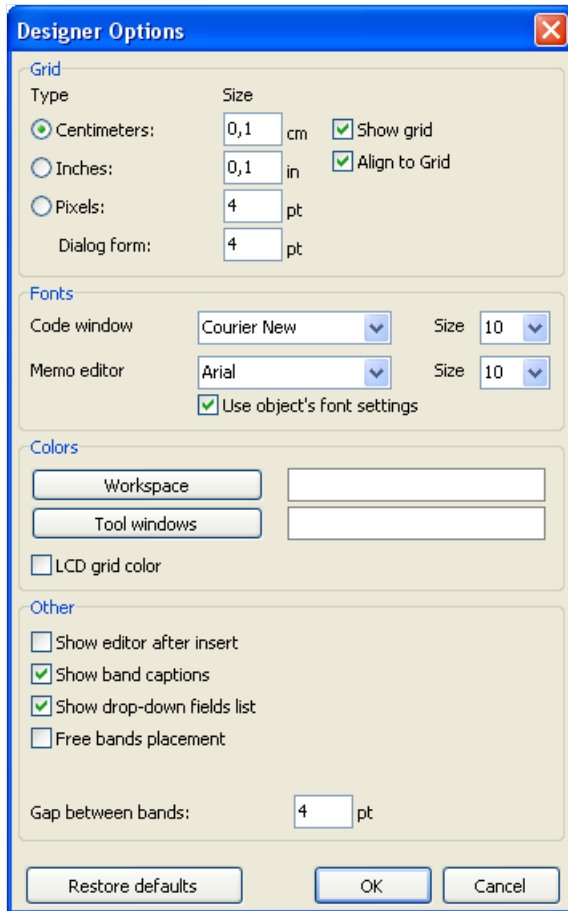 Designer Options
Grid
Type Size
Centimeters: 0,1 cm Show grid
Inches: 0,1 in Align to Grid
Pixels: 4 pt
Dialog form: 4 pt
Fonts
Code window Courier New Size 10
Memo editor Arial Size 10
Use object's font settings
Colors
Workspace
Tool windows
LCD grid color
Other
Show editor after insert
Show band captions
Show drop-down fields list
Free bands placement
Gap between bands: 4 pt
Restore defaults OK Cancel